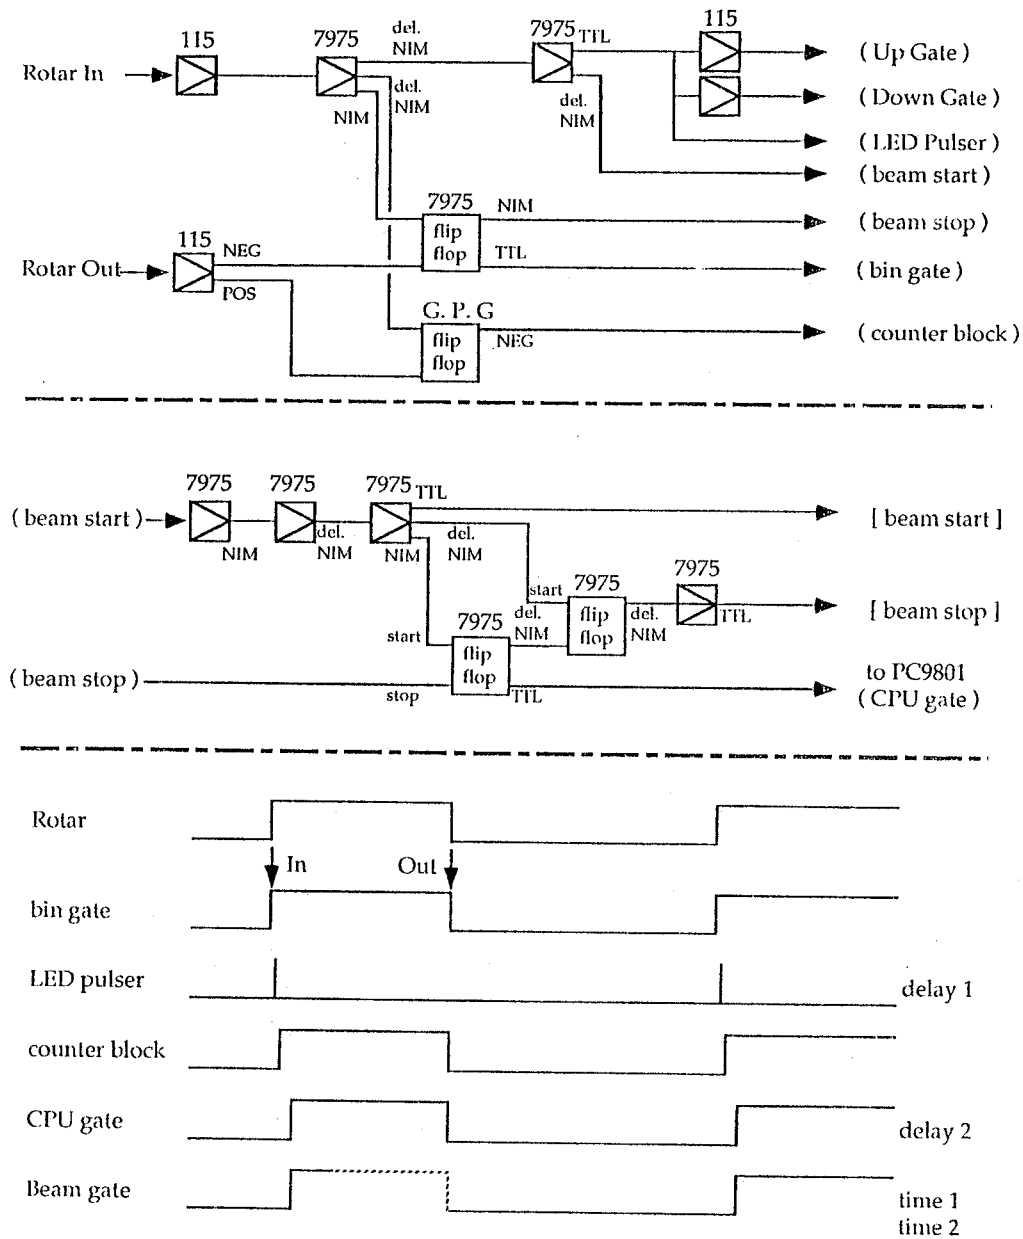 115
7975
del.
NIM
7975
TTL
115
Rotar In
del.
NIM
NIM
del.
NIM
( Up Gate )
( Down Gate )
( LED Pulser )
( beam start )
7975
flip
flop
NIM
TTL
( beam stop )
( bin gate )
115
Rotar Out
NEG
POS
G. P. G
flip
flop
NEG
( counter block )
7975
7975
7975
TTL
( beam start )
NIM
del.
NIM
NIM
del.
NIM
[ beam start ]
start
7975
flip
flop
del.
NIM
7975
TTL
[ beam stop ]
start
7975
flip
flop
del.
NIM
( beam stop )
stop
TTL
to PC9801
( CPU gate )
Rotar
In
Out
bin gate
LED pulser
delay 1
counter block
CPU gate
delay 2
Beam gate
time 1
time 2